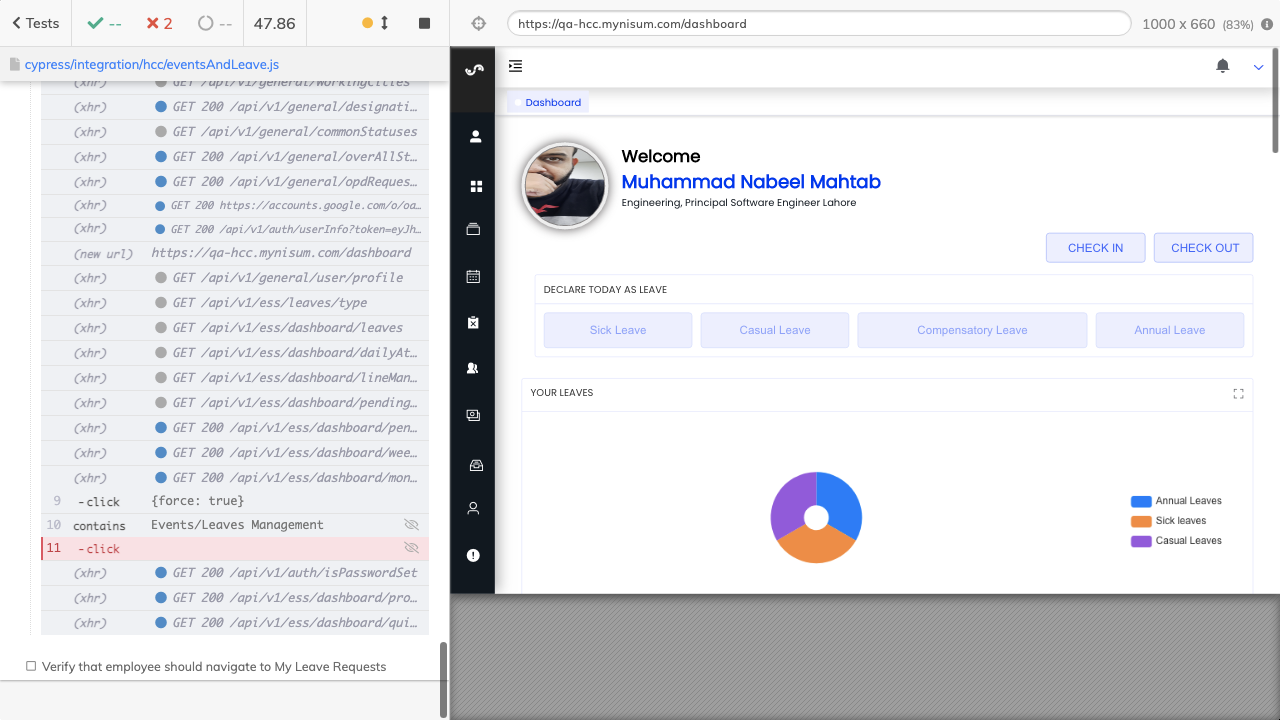 Tests
--
2
--
47.86
https://qa-hcc.mynisum.com/dashboard
1000 x 660 (83%)
cypress/integration/hcc/eventsAndLeave.js
(xhr) GET /api/v1/general/workingCities
(xhr) GET 200 /api/v1/general/designati…
(xhr) GET /api/v1/general/commonStatuses
(xhr) GET 200 /api/v1/general/overAllSt…
(xhr) GET 200 /api/v1/general/opdReques…
(xhr) GET 200 https://accounts.google.com/o/oa…
(xhr) GET 200 /api/v1/auth/userInfo?token=eyJh…
(new url) https://qa-hcc.mynisum.com/dashboard
(xhr) GET /api/v1/general/user/profile
(xhr) GET /api/v1/ess/leaves/type
(xhr) GET /api/v1/ess/dashboard/leaves
(xhr) GET /api/v1/ess/dashboard/dailyAt…
(xhr) GET /api/v1/ess/dashboard/lineMan…
(xhr) GET /api/v1/ess/dashboard/pending…
(xhr) GET 200 /api/v1/ess/dashboard/pen…
(xhr) GET 200 /api/v1/ess/dashboard/wee…
(xhr) GET 200 /api/v1/ess/dashboard/mon…
9 -click {force: true}
10 contains Events/Leaves Management
11 -click
(xhr) GET 200 /api/v1/auth/isPasswordSet
(xhr) GET 200 /api/v1/ess/dashboard/pro…
(xhr) GET 200 /api/v1/ess/dashboard/qui…
Verify that employee should navigate to My Leave Requests
Dashboard
Welcome
Muhammad Nabeel Mahtab
Engineering, Principal Software Engineer Lahore
CHECK IN
CHECK OUT
DECLARE TODAY AS LEAVE
Sick Leave
Casual Leave
Compensatory Leave
Annual Leave
YOUR LEAVES
Annual Leaves
Sick leaves
Casual Leaves